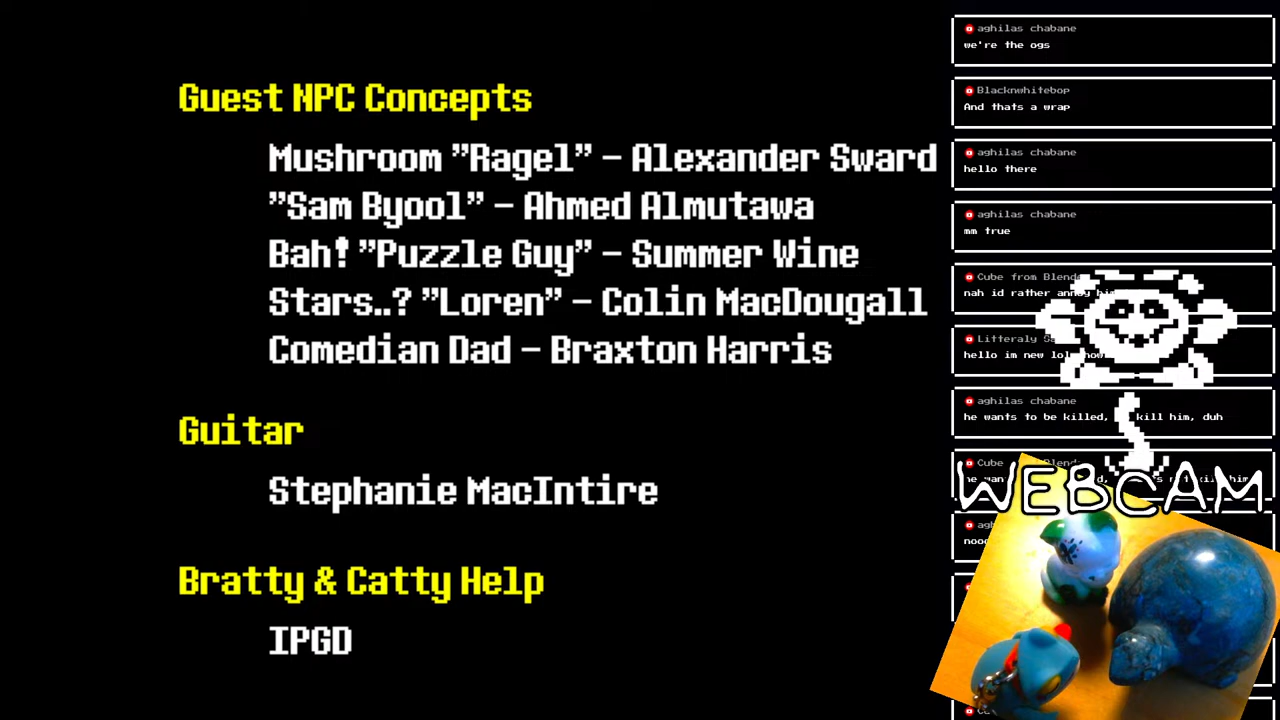 Guest NPC Concepts
Mushroom "Ragel" - Alexander Sward
"Sam Byool" - Ahmed Almutawa
Bah! "Puzzle Guy" - Summer Wine
Stars..? "Loren" - Colin MacDougall
Comedian Dad - Braxton Harris
Guitar
Stephanie MacIntire
Bratty & Catty Help
IPGD
aghilas chabane
we're the ogs
Blacknwhitebop
And thats a wrap
aghilas chabane
hello there
aghilas chabane
mm true
Cube from
nah id rather
Litteraly
hello im new
aghilas chabane
he wants to be killed, kill him, duh
Cube
he
WEBCAM